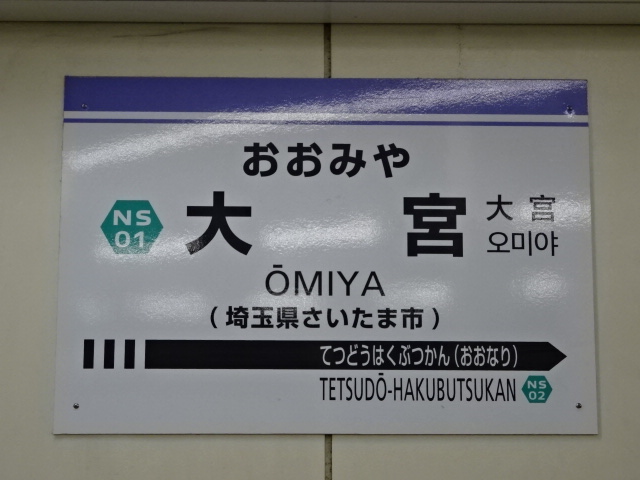 おおみや
NS
01
大宮
大宮
오미야
ŌMIYA
(埼玉県さいたま市)
てつどうはくぶつかん(おおなり)
TETSUDŌ-HAKUBUTSUKAN
NS
02